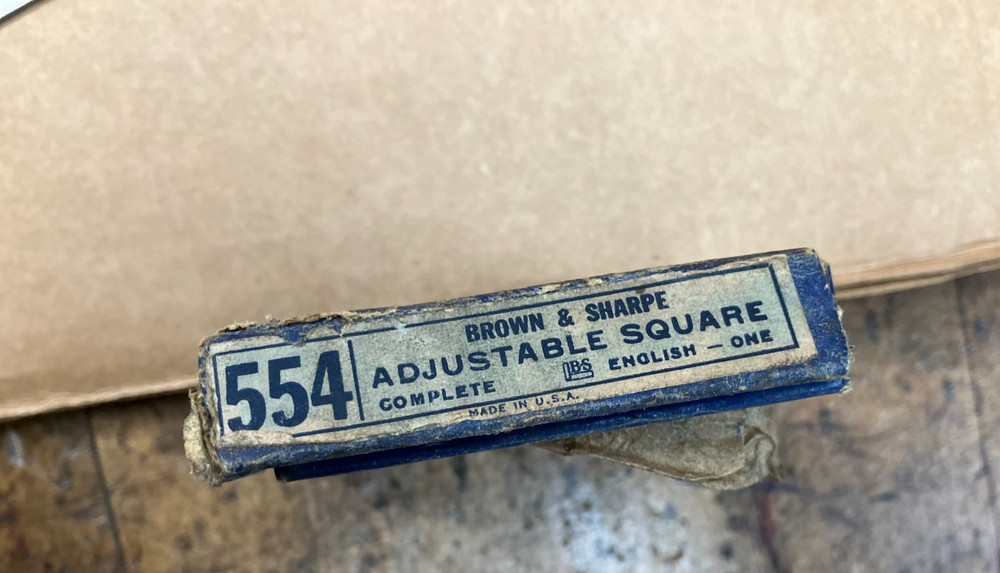 554
BROWN & SHARPE
ADJUSTABLE SQUARE
COMPLETE BS ENGLISH — ONE
MADE IN U.S.A.